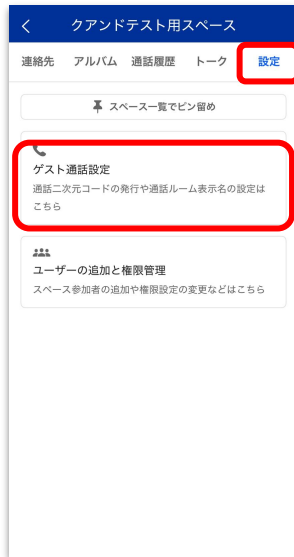 クアンドテスト用スペース
連絡先 アルバム 通話履歴 トーク 設定
スペース一覧でピン留め
ゲスト通話設定
通話二次元コードの発行や通話ルーム表示名の設定は
こちら
ユーザーの追加と権限管理
スペース参加者の追加や権限設定の変更などはこちら